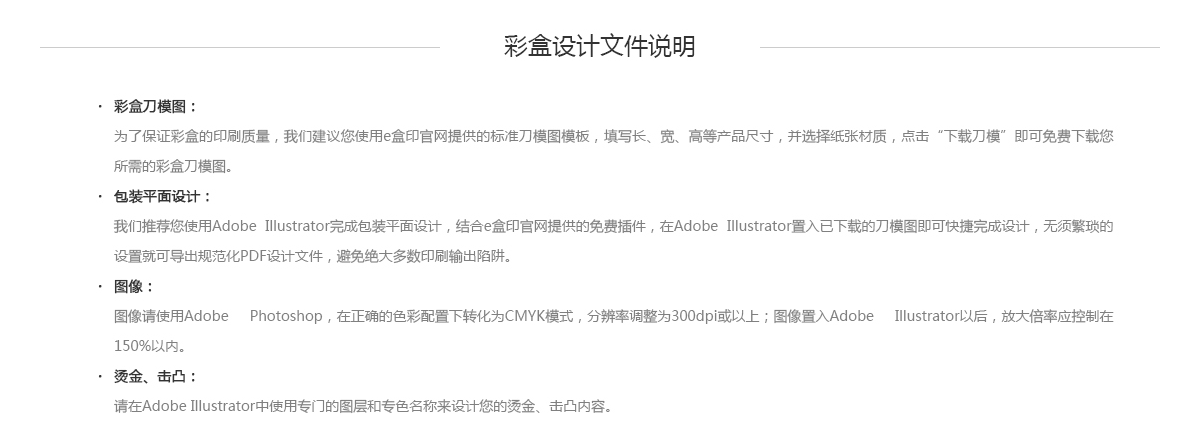 彩盒设计文件说明
· 彩盒刀模图：
为了保证彩盒的印刷质量，我们建议您使用e盒印官网提供的标准刀模图模板，填写长、宽、高等产品尺寸，并选择纸张材质，点击“下载刀模”即可免费下载您
所需的彩盒刀模图。
· 包装平面设计：
我们推荐您使用Adobe Illustrator完成包装平面设计，结合e盒印官网提供的免费插件，在Adobe Illustrator置入已下载的刀模图即可快捷完成设计，无须繁琐的
设置就可导出规范化PDF设计文件，避免绝大多数印刷输出陷阱。
· 图像：
图像请使用Adobe Photoshop，在正确的色彩配置下转化为CMYK模式，分辨率调整为300dpi或以上；图像置入Adobe Illustrator以后，放大倍率应控制在
150%以内。
· 烫金、击凸：
请在Adobe Illustrator中使用专门的图层和专色名称来设计您的烫金、击凸内容。